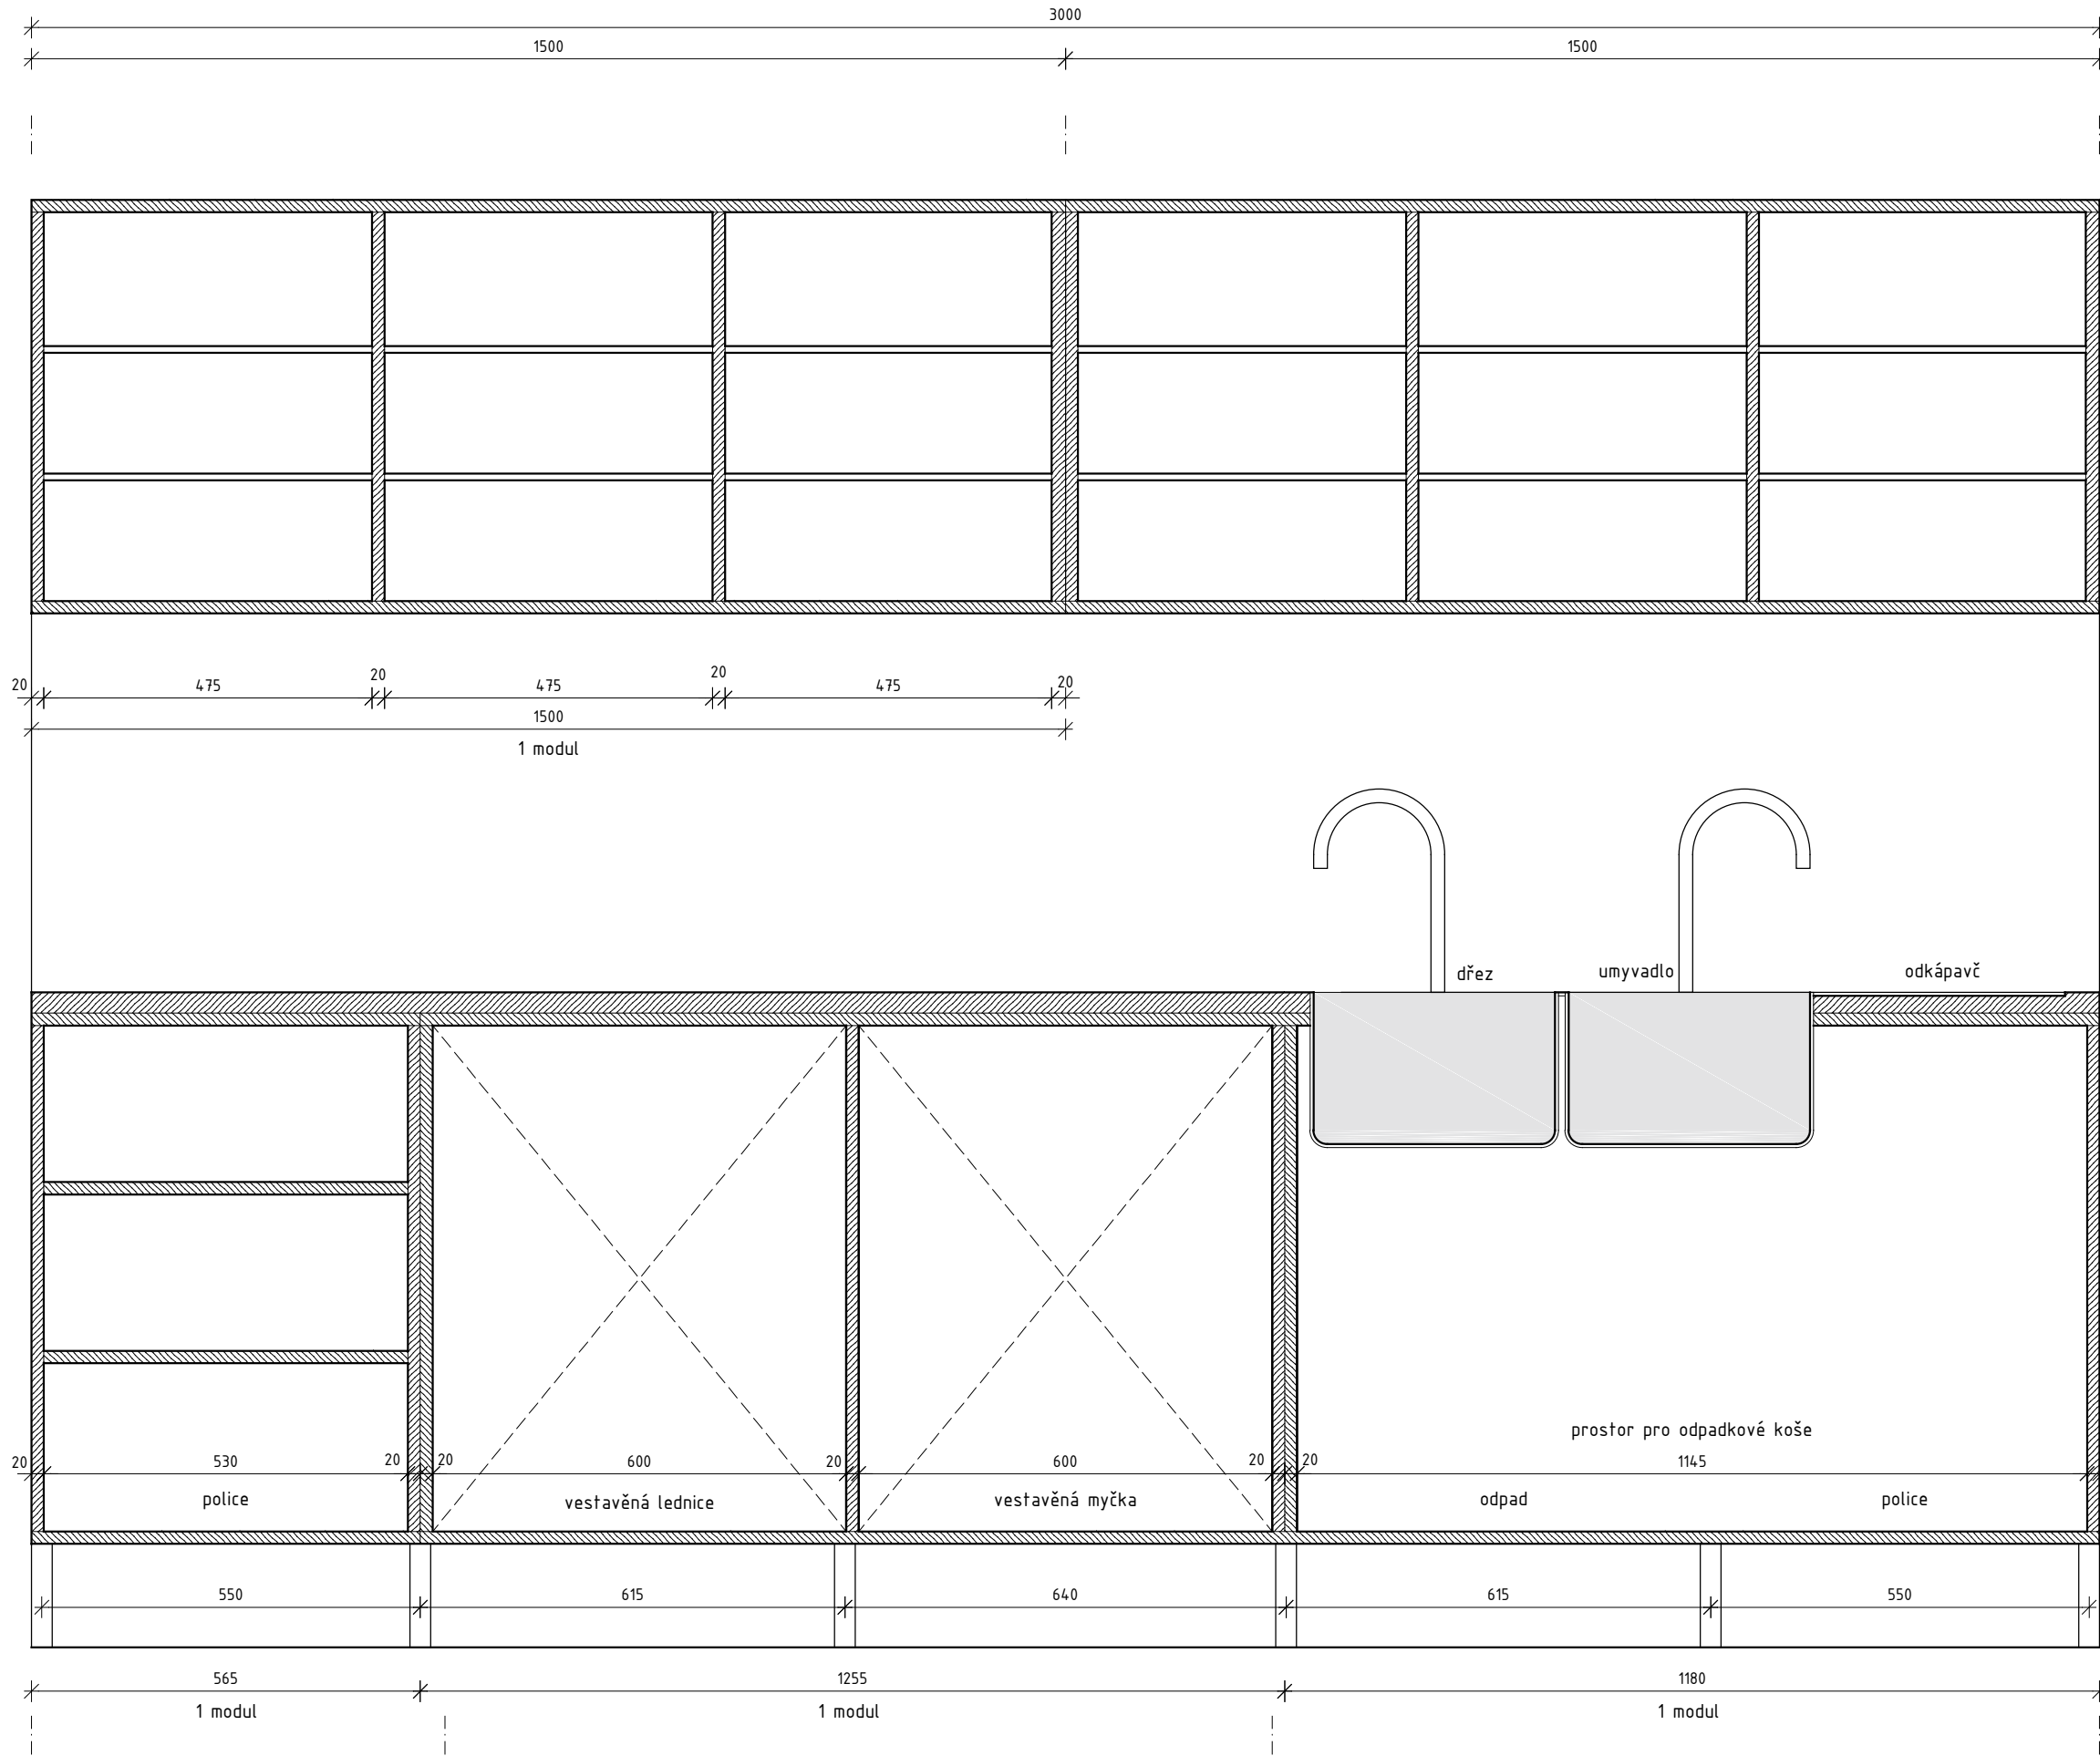 3000
1500 1500
20 475 20 475 20 475 20
1500
1 modul
dřez umyvadlo odkápavč
prostor pro odpadkové koše
20 530 20 20 600 20 600 20 20 1145
police vestavěná lednice vestavěná myčka odpad police
550 615 640 615 550
565 1255 1180
1 modul 1 modul 1 modul